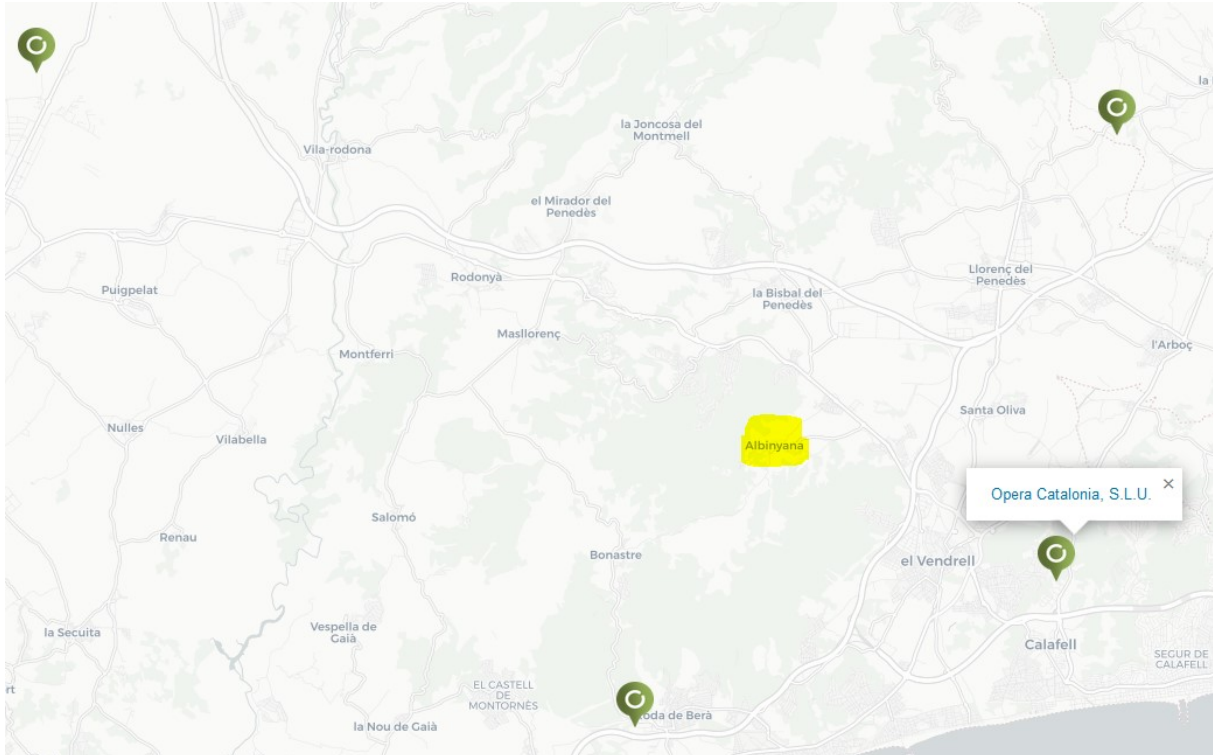 la Joncosa del
Montmell
Vila-rodona
el Mirador del
Penedès
Rodonyà
Puigpelat
Llorenç del
Penedès
la Bisbal del
Penedès
Masllorenç
Montferri
l'Arboç
Santa Oliva
Nulles
Vilabella
Albinyana
Opera Catalonia, S.L.U.
×
Salomó
Renau
Bonastre
el Vendrell
la Secuita
Vespella de
Gaià
Calafell
SEGUR DE
CALAFELL
EL CASTELL
DE
MONTORNÈS
la Nou de Gaià
oda de Berà